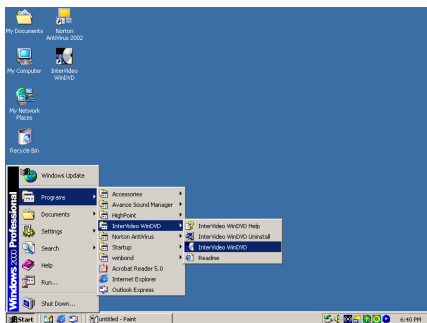 My Documents
Norton
AntiVirus 2002
My Computer
InterVideo
WinDVD
My Network
Places
Recycle Bin
Windows Update
Programs
Documents
Settings
Search
Help
Run...
Shut Down...
Windows 2000 Professional
Accessories
Avance Sound Manager
HighPoint
InterVideo WinDVD
Norton AntiVirus
Startup
winbond
Acrobat Reader 5.0
Internet Explorer
Outlook Express
InterVideo WinDVD Help
InterVideo WinDVD Uninstall
InterVideo WinDVD
Readme
Start
untitled - Paint
6:40 PM